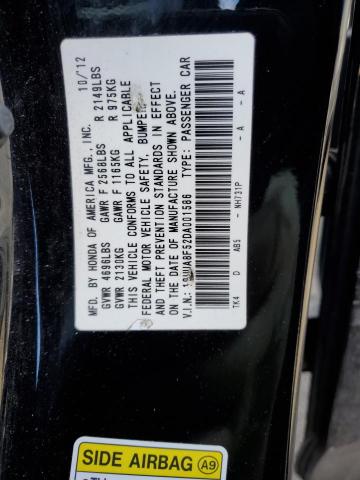 MFD. BY HONDA OF AMERICA MFG., INC. 10/12
GVWR 4696LBS GAWR F 2568LBS R 2149LBS
GVWR 2130KG GAWR F 1165KG R 975KG
THIS VEHICLE CONFORMS TO ALL APPLICABLE
FEDERAL MOTOR VEHICLE SAFETY, BUMPER,
AND THEFT PREVENTION STANDARDS IN EFFECT
ON THE DATE OF MANUFACTURE SHOWN ABOVE.
V.I.N.: TYPE: PASSENGER CAR
TK4 D AB5 - NH731P - A - A
SIDE AIRBAG A9